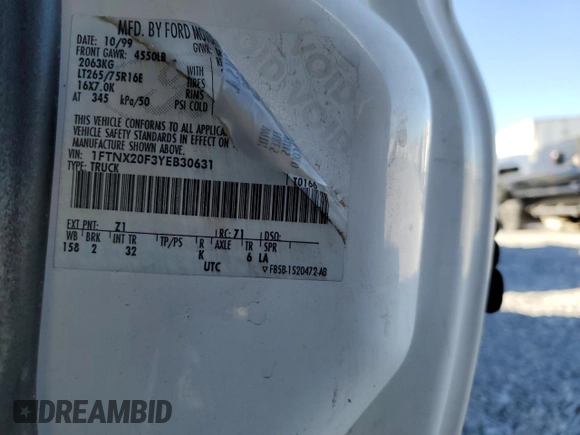 MFD. BY FORD
DATE: 10/99
GVWR:
FRONT GAWR: 4550LB
2063KG
WITH
LT265/75R16E
TIRES
16X7.0K
RIMS
AT 345 kPa/50
PSI COLD
THIS VEHICLE CONFORMS TO ALL
VEHICLE SAFETY STANDARDS IN EFFECT ON
MANUFACTURE SHOWN ABOVE.
VIN: 1FTNX20F3YEB30631
TYPE: TRUCK
T0166
EXT PNT: Z1 RC: Z1 DSO:
WB BRK INT TR TP/PS R AXLE TR SPR
158 2 32 K 6 LA
UTC F85B-1520472-AB
VOID
DREAMBID